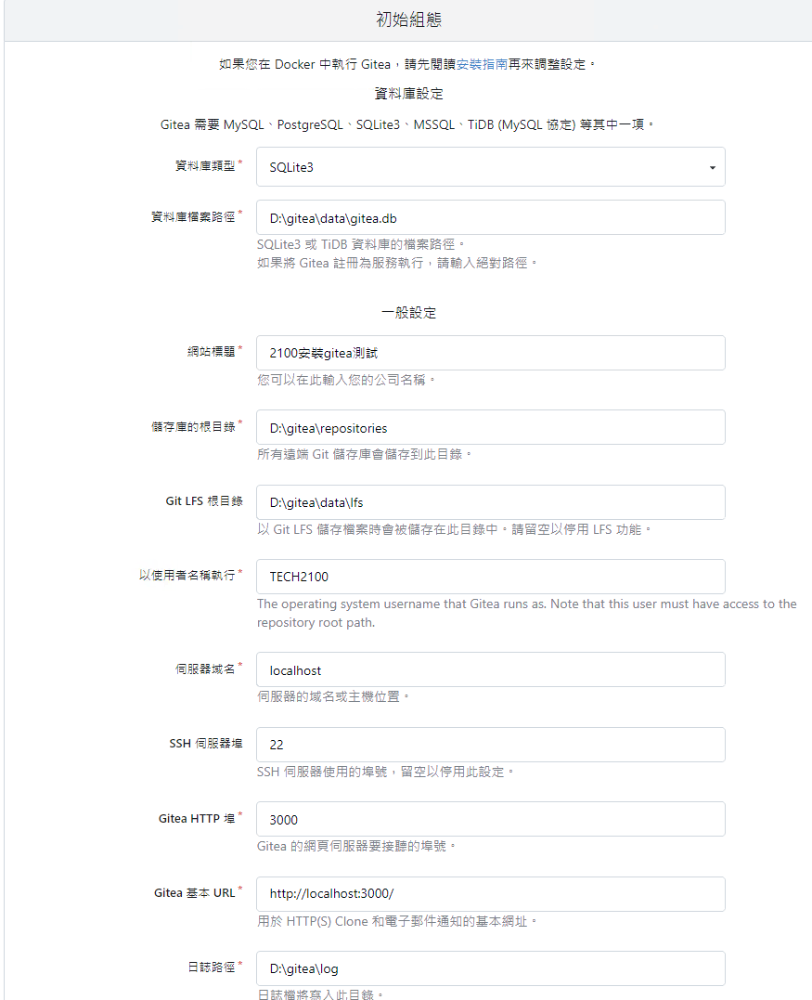 初始組態
如果您在 Docker 中執行 Gitea，請先閱讀安裝指南再來調整設定。
資料庫設定
Gitea 需要 MySQL、PostgreSQL、SQLite3、MSSQL、TiDB (MySQL 協定) 等其中一項。
資料庫類型*
SQLite3
資料庫檔案路徑*
D:\gitea\data\gitea.db
SQLite3 或 TiDB 資料庫的檔案路徑。
如果將 Gitea 註冊為服務執行，請輸入絕對路徑。
一般設定
網站標題*
2100安裝gitea測試
您可以在此輸入您的公司名稱。
儲存庫的根目錄*
D:\gitea\repositories
所有遠端 Git 儲存庫會儲存到此目錄。
Git LFS 根目錄
D:\gitea\data\lfs
以 Git LFS 儲存檔案時會被儲存在此目錄中。請留空以停用 LFS 功能。
以使用者名稱執行*
TECH2100
The operating system username that Gitea runs as. Note that this user must have access to the
repository root path.
伺服器域名*
localhost
伺服器的域名或主機位置。
SSH 伺服器埠
22
SSH 伺服器使用的埠號，留空以停用此設定。
Gitea HTTP 埠*
3000
Gitea 的網頁伺服器要接聽的埠號。
Gitea 基本 URL*
http://localhost:3000/
用於 HTTP(S) Clone 和電子郵件通知的基本網址。
日誌路徑*
D:\gitea\log
日誌檔將寫入此目錄。